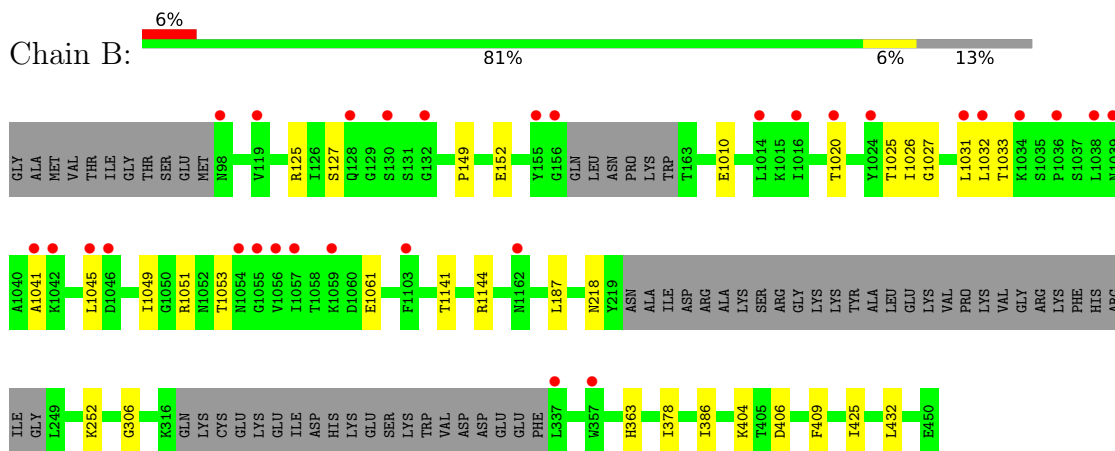 6%
Chain B:
81% 6% 13%
GLY ALA MET VAL THR ILE GLY THR SER GLU MET N98 V119 R125 I126 S127 Q128 G129 S130 S131 G132 P149 E152 Y155 G156 GLN LEU ASN PRO LYS TRP T163 E1010 L1014 K1015 I1016 T1020 Y1024 T1025 I1026 G1027 L1031 L1032 T1033 K1034 S1035 P1036 S1037 L1038 N1039
A1040 A1041 K1042 L1045 D1046 I1049 G1050 R1051 N1052 T1053 N1054 G1055 V1056 I1057 T1058 K1059 D1060 E1061 F1103 T1141 R1144 N1162 L187 N218 Y219 ASN ALA ILE ASP ARG ALA LYS SER ARG GLY LYS LYS TYR ALA GLU LYS VAL PRO LYS VAL GLY ARG LYS PHE HIS ARG
ILE GLY L249 K252 G306 K316 GLN LYS CYS GLU LYS GLU ILE ASP HIS LYS GLU SER LYS TRP VAL ASP ASP GLU GLU PHE L337 W357 H363 I378 I386 K404 T405 D406 F409 I425 L432 E450